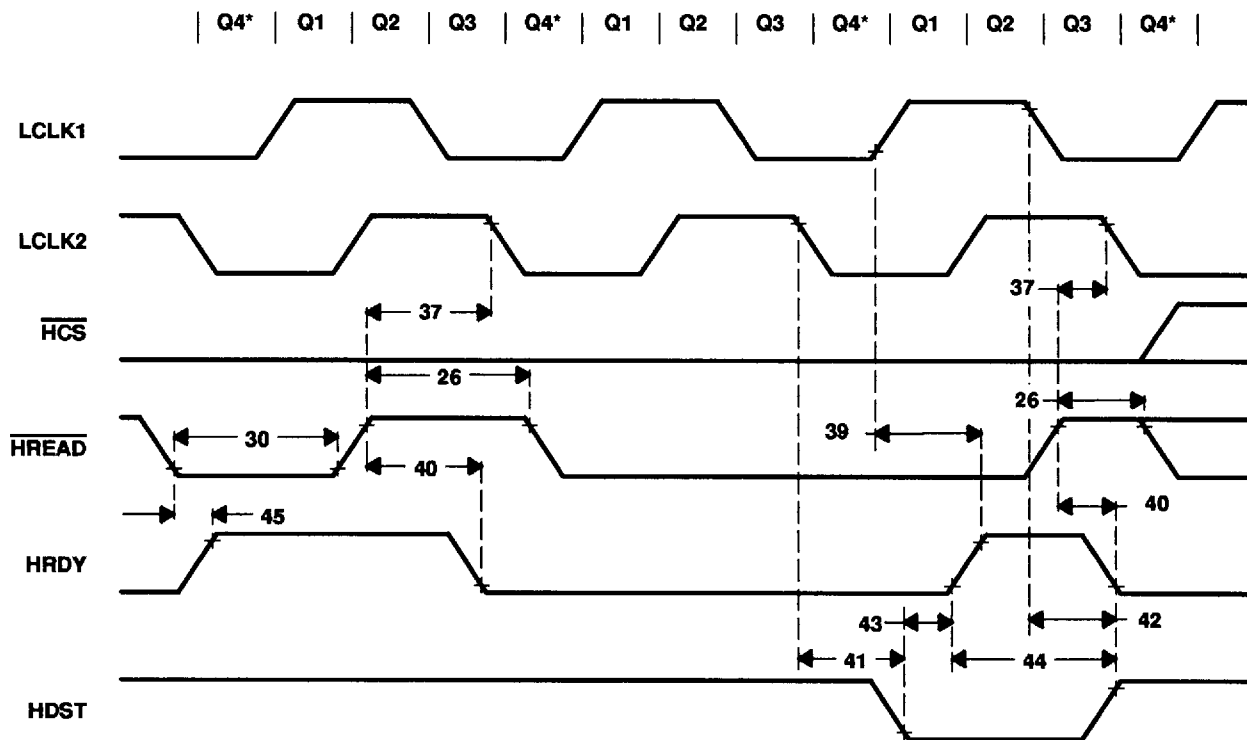 Q4* Q1 Q2 Q3 Q4* Q1 Q2 Q3 Q4* Q1 Q2 Q3 Q4*
LCLK1
LCLK2
37
37
HCS
26
26
30
39
HREAD
40
40
45
HRDY
43
42
41
44
HDST